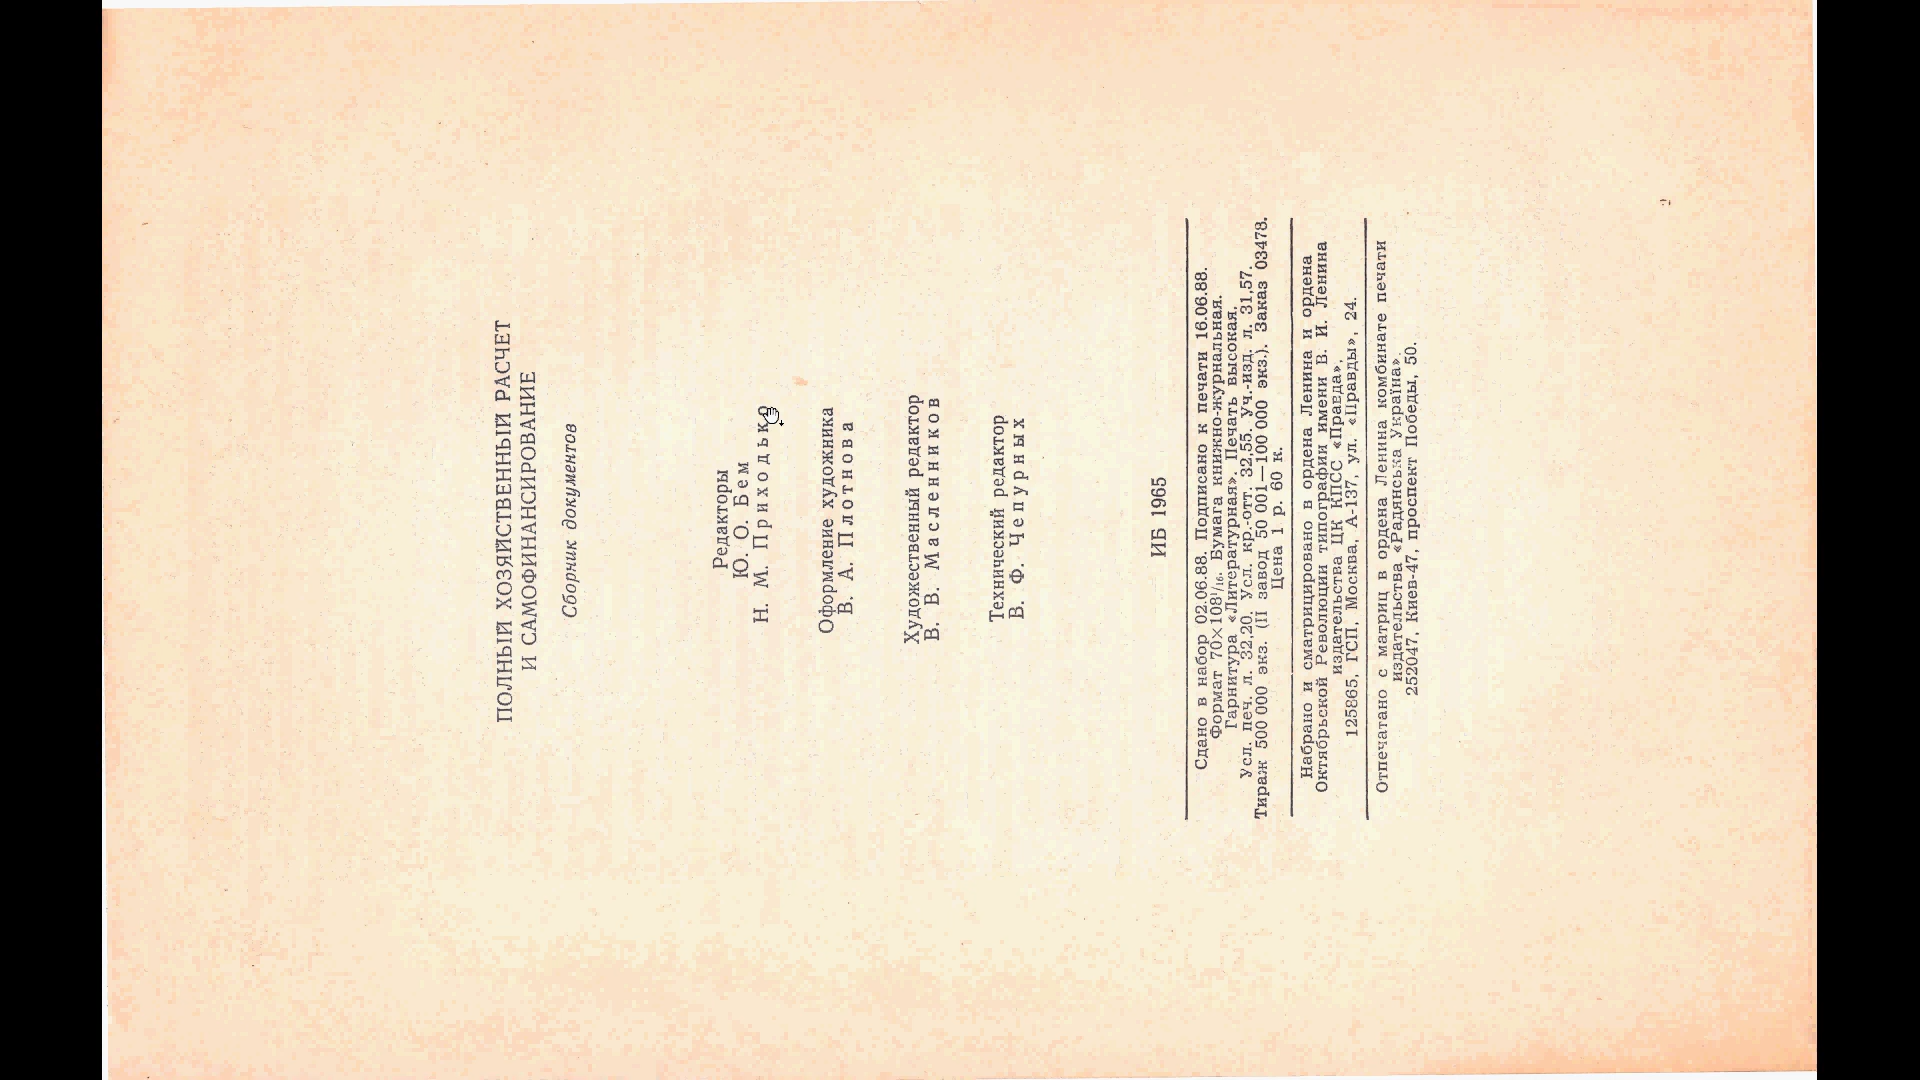 ПОЛНЫЙ ХОЗЯЙСТВЕННЫЙ РАСЧЕТ
И САМОФИНАНСИРОВАНИЕ
Сборник документов
Редакторы
Ю. О. Бем
Н. М. Приходько
Оформление художника
В. А. Плотнова
Художественный редактор
В. В. Масленников
Технический редактор
В. Ф. Чепурных
ИБ 1965
Сдано в набор 02.06.88. Подписано к печати 16.06.88.
Формат 70×108¹/₁₆. Бумага книжно-журнальная.
Гарнитура «Литературная». Печать высокая.
Усл. печ. л. 32,20. Усл. кр.-отт. 32,55. Уч.-изд. л. 31,57.
Тираж 500 000 экз. (II завод 50 001—100 000 экз.). Заказ 03478.
Цена 1 р. 60 к.
Набрано и сматрицировано в ордена Ленина и ордена
Октябрьской Революции типографии имени В. И. Ленина
издательства ЦК КПСС «Правда»,
125865, ГСП, Москва, А-137, ул. «Правды», 24.
Отпечатано с матриц в ордена Ленина комбинате печати
издательства «Радянська Україна».
252047, Киев-47, проспект Победы, 50.